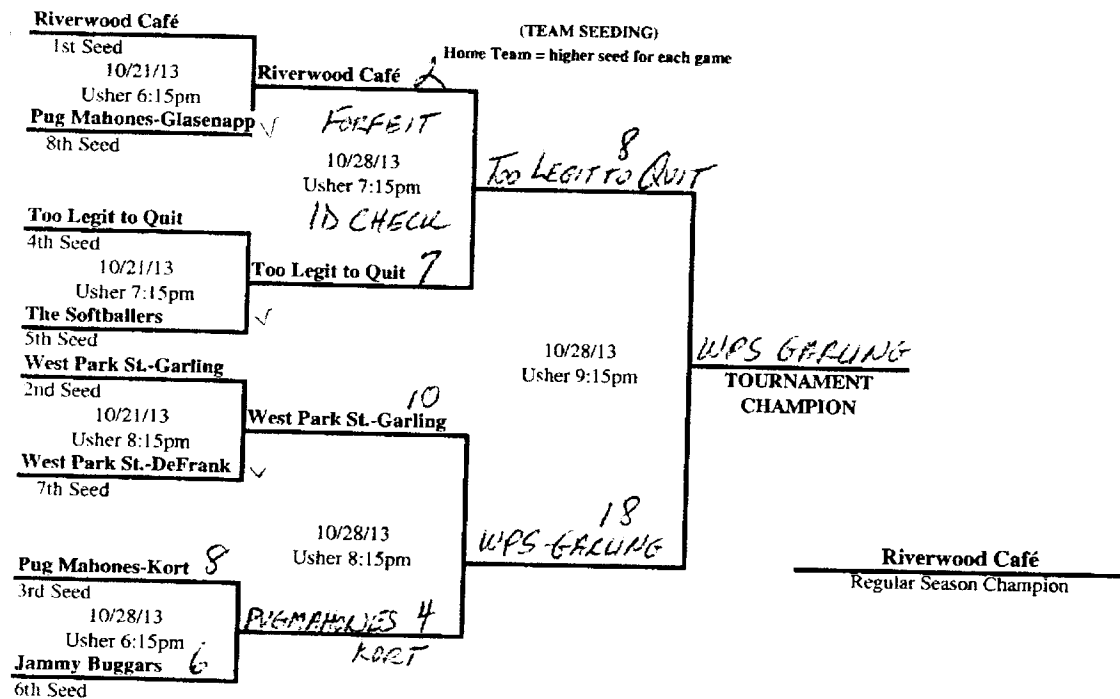 Riverwood Café
1st Seed
10/21/13
Usher 6:15pm
Pug Mahones-Glasenapp
8th Seed
(TEAM SEEDING)
Home Team = higher seed for each game
Riverwood Café
FORFEIT
10/28/13
Usher 7:15pm
ID CHECK
Too Legit to Quit 7
Too Legit to Quit
4th Seed
10/21/13
Usher 7:15pm
The Softballers
5th Seed
8
TOO LEGIT TO QUIT
West Park St.-Garling
2nd Seed
10/21/13
Usher 8:15pm
West Park St.-DeFrank
7th Seed
10
West Park St.-Garling
10/28/13
Usher 9:15pm
WPS GARLING
TOURNAMENT
CHAMPION
Pug Mahones-Kort 8
3rd Seed
10/28/13
Usher 6:15pm
Jammy Buggars 6
6th Seed
10/28/13
Usher 8:15pm
PUGMAHONES 4
KORT
18
WPS-GARLING
Riverwood Café
Regular Season Champion